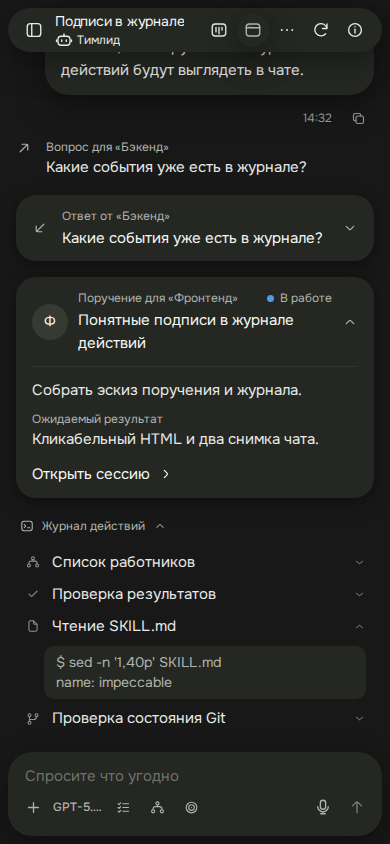 Подписи в журнале
Тимлид
действий будут выглядеть в чате.
14:32
Вопрос для «Бэкенд»
Какие события уже есть в журнале?
Ответ от «Бэкенд»
Какие события уже есть в журнале?
Поручение для «Фронтенд»
В работе
Ф
Понятные подписи в журнале
действий
Собрать эскиз поручения и журнала.
Ожидаемый результат
Кликабельный HTML и два снимка чата.
Открыть сессию
Журнал действий
Список работников
Проверка результатов
Чтение SKILL.md
$ sed -n '1,40p' SKILL.md
name: impeccable
Проверка состояния Git
Спросите что угодно
GPT-5....